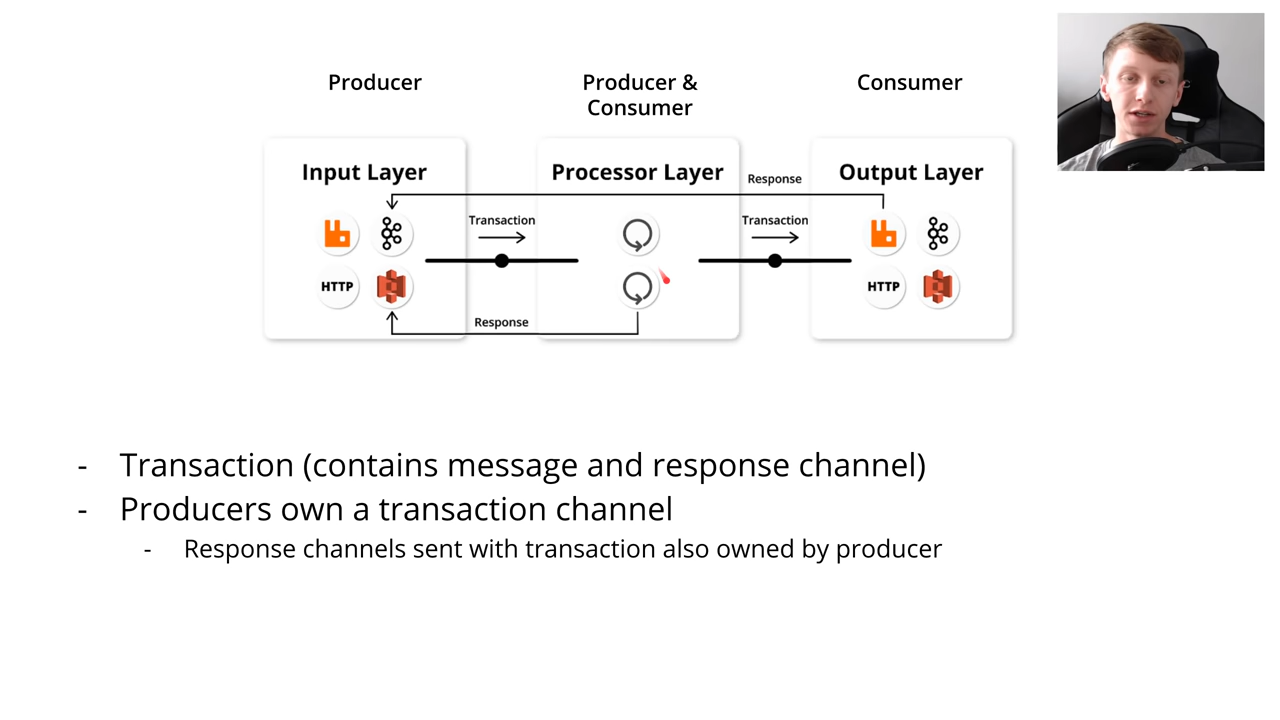 Producer
Producer &
Consumer
Consumer
Input Layer
Processor Layer
Output Layer
Response
Transaction
Transaction
HTTP
HTTP
Response
- Transaction (contains message and response channel)
- Producers own a transaction channel
- Response channels sent with transaction also owned by producer